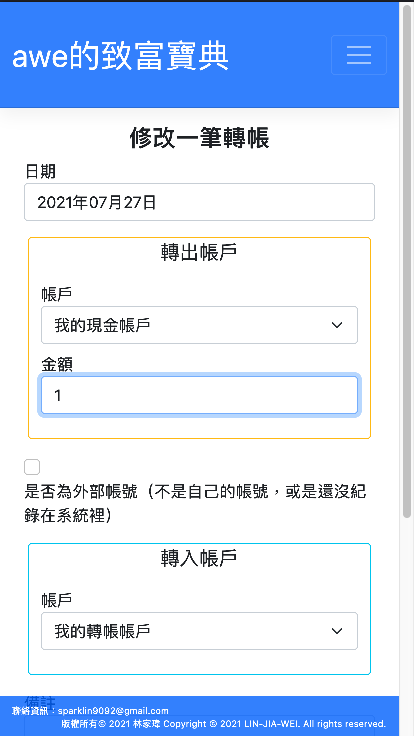 awe的致富寶典
修改一筆轉帳
日期
2021年07月27日
轉出帳戶
帳戶
我的現金帳戶
金額
1
是否為外部帳號（不是自己的帳號，或是還沒紀
錄在系統裡）
轉入帳戶
帳戶
我的轉帳帳戶
備註
聯絡資訊：sparklin9092@gmail.com
版權所有© 2021 林家瑋 Copyright © 2021 LIN-JIA-WEI. All rights reserved.